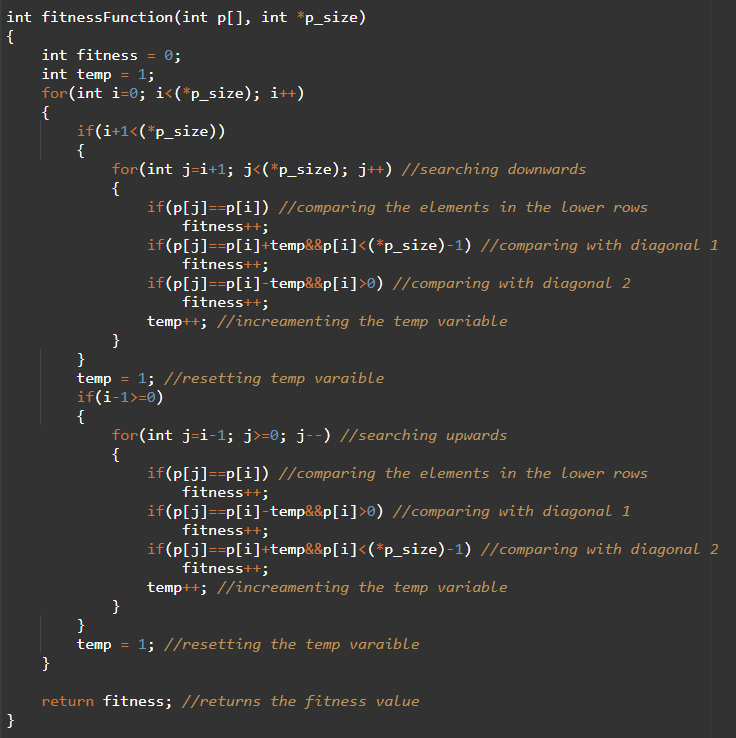 int fitnessFunction(int p[], int *p_size)
{
    int fitness = 0;
    int temp = 1;
    for(int i=0; i<(*p_size); i++)
    {
        if(i+1<(*p_size))
        {
            for(int j=i+1; j<(*p_size); j++) //searching downwards
            {
                if(p[j]==p[i]) //comparing the elements in the lower rows
                    fitness++;
                if(p[j]==p[i]+temp&&p[i]<(*p_size)-1) //comparing with diagonal 1
                    fitness++;
                if(p[j]==p[i]-temp&&p[i]>0) //comparing with diagonal 2
                    fitness++;
                temp++; //increamenting the temp variable
            }
        }
        temp = 1; //resetting temp varaible
        if(i-1>=0)
        {
            for(int j=i-1; j>=0; j--) //searching upwards
            {
                if(p[j]==p[i]) //comparing the elements in the lower rows
                    fitness++;
                if(p[j]==p[i]-temp&&p[i]>0) //comparing with diagonal 1
                    fitness++;
                if(p[j]==p[i]+temp&&p[i]<(*p_size)-1) //comparing with diagonal 2
                    fitness++;
                temp++; //increamenting the temp variable
            }
        }
        temp = 1; //resetting the temp varaible
    }

    return fitness; //returns the fitness value
}